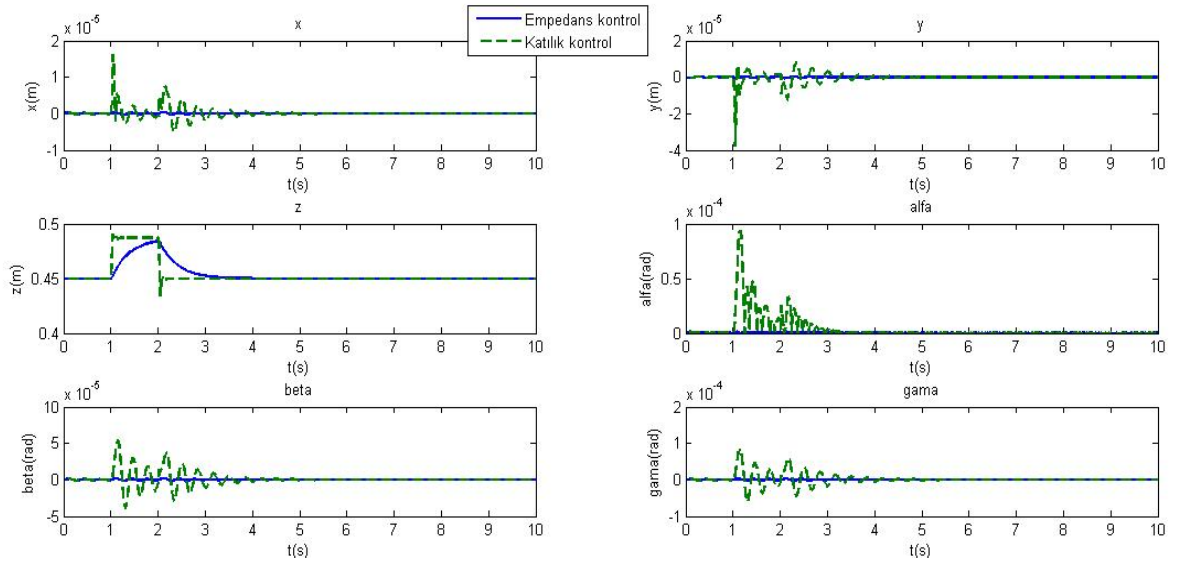 Empedans kontrol
Katılık kontrol
x 10^-5
x
2
1
0
-1
x(m)
0 1 2 3 4 5 6 7 8 9 10
t(s)
x 10^-5
y
2
0
-2
-4
y(m)
0 1 2 3 4 5 6 7 8 9 10
t(s)
z
0.5
0.45
0.4
z(m)
0 1 2 3 4 5 6 7 8 9 10
t(s)
x 10^-4
alfa
1
0.5
0
alfa(rad)
0 1 2 3 4 5 6 7 8 9 10
t(s)
x 10^-5
beta
10
5
0
-5
beta(rad)
0 1 2 3 4 5 6 7 8 9 10
t(s)
x 10^-4
gama
2
1
0
-1
gama(rad)
0 1 2 3 4 5 6 7 8 9 10
t(s)